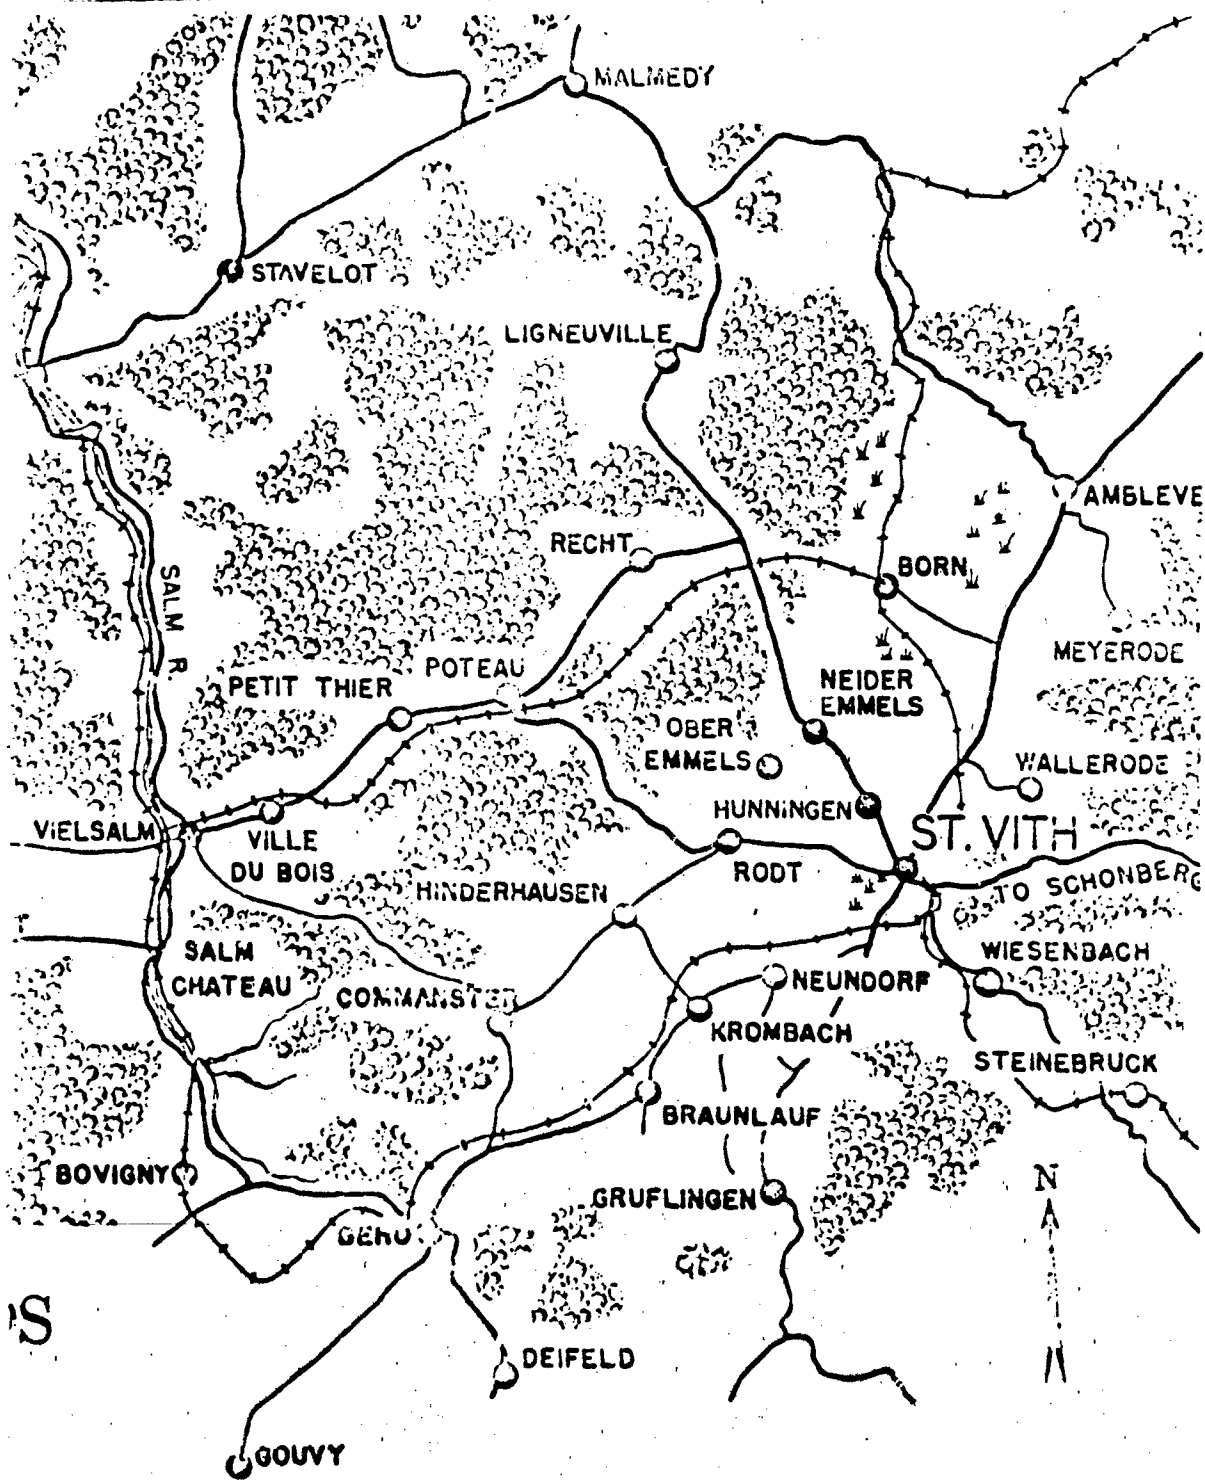 MALMEDY
STAVELOT
LIGNEUVILLE
AMBLEVE
RECHT
BORN
SALM R.
MEYERODE
POTEAU
PETIT THIER
NEIDER
EMMELS
OBER
EMMELS
WALLERODE
HUNNINGEN
VIELSALM
VILLE
DU BOIS
ST. VITH
RODT
HINDERHAUSEN
TO SCHONBERG
SALM
CHATEAU
WIESENBACH
COMMANSTER
NEUNDORF
KROMBACH
STEINEBRUCK
BRAUNLAUF
BOVIGNY
N
GRUFLINGEN
DEIFELD
GOUVY